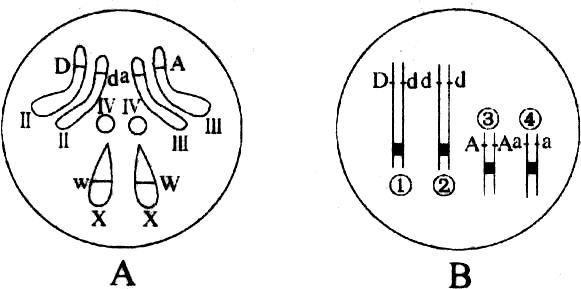 D d a A
II II IV IV III III
w W
X X
A
D d d d
③ ④
A A a a
① ②
B